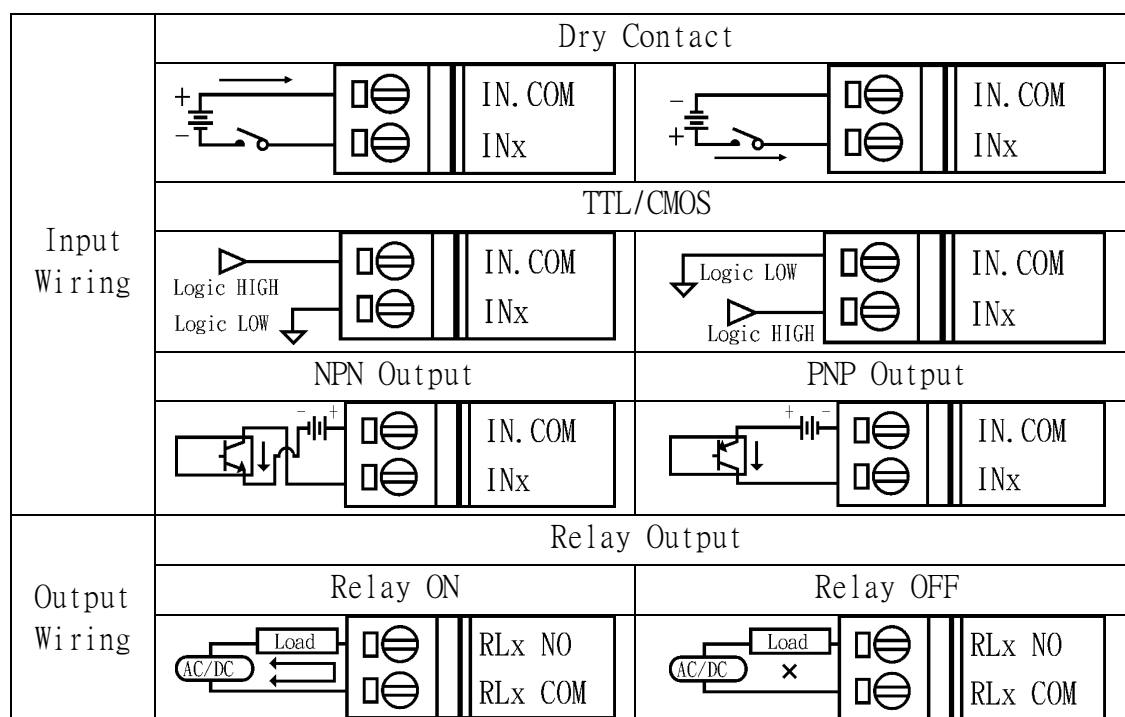 Input
Wiring
Dry Contact
+
-
IN.COM
INx
-
+
IN.COM
INx
TTL/CMOS
Logic HIGH
Logic LOW
IN.COM
INx
Logic LOW
Logic HIGH
IN.COM
INx
NPN Output
PNP Output
- +
IN.COM
INx
+ -
IN.COM
INx
Output
Wiring
Relay Output
Relay ON
Relay OFF
Load
AC/DC
RLx NO
RLx COM
Load
AC/DC
×
RLx NO
RLx COM